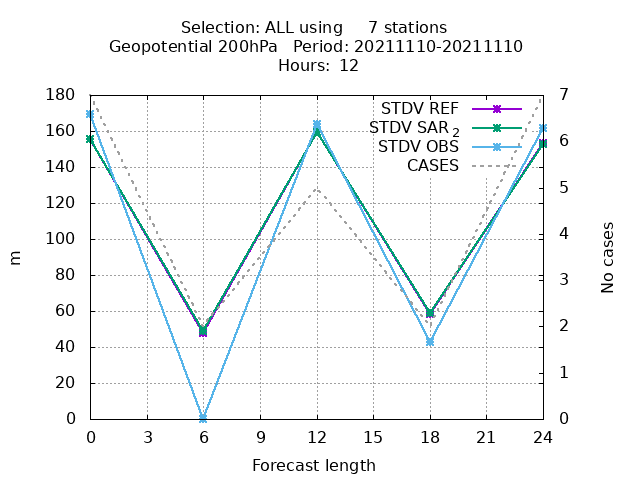 Selection: ALL using     7 stations
Geopotential 200hPa   Period: 20211110-20211110
Hours: 12
STDV REF
STDV SAR 2
STDV OBS
CASES
180
160
140
120
100
80
60
40
20
0
7
6
5
4
3
2
1
0
m
No cases
0 3 6 9 12 15 18 21 24
Forecast length